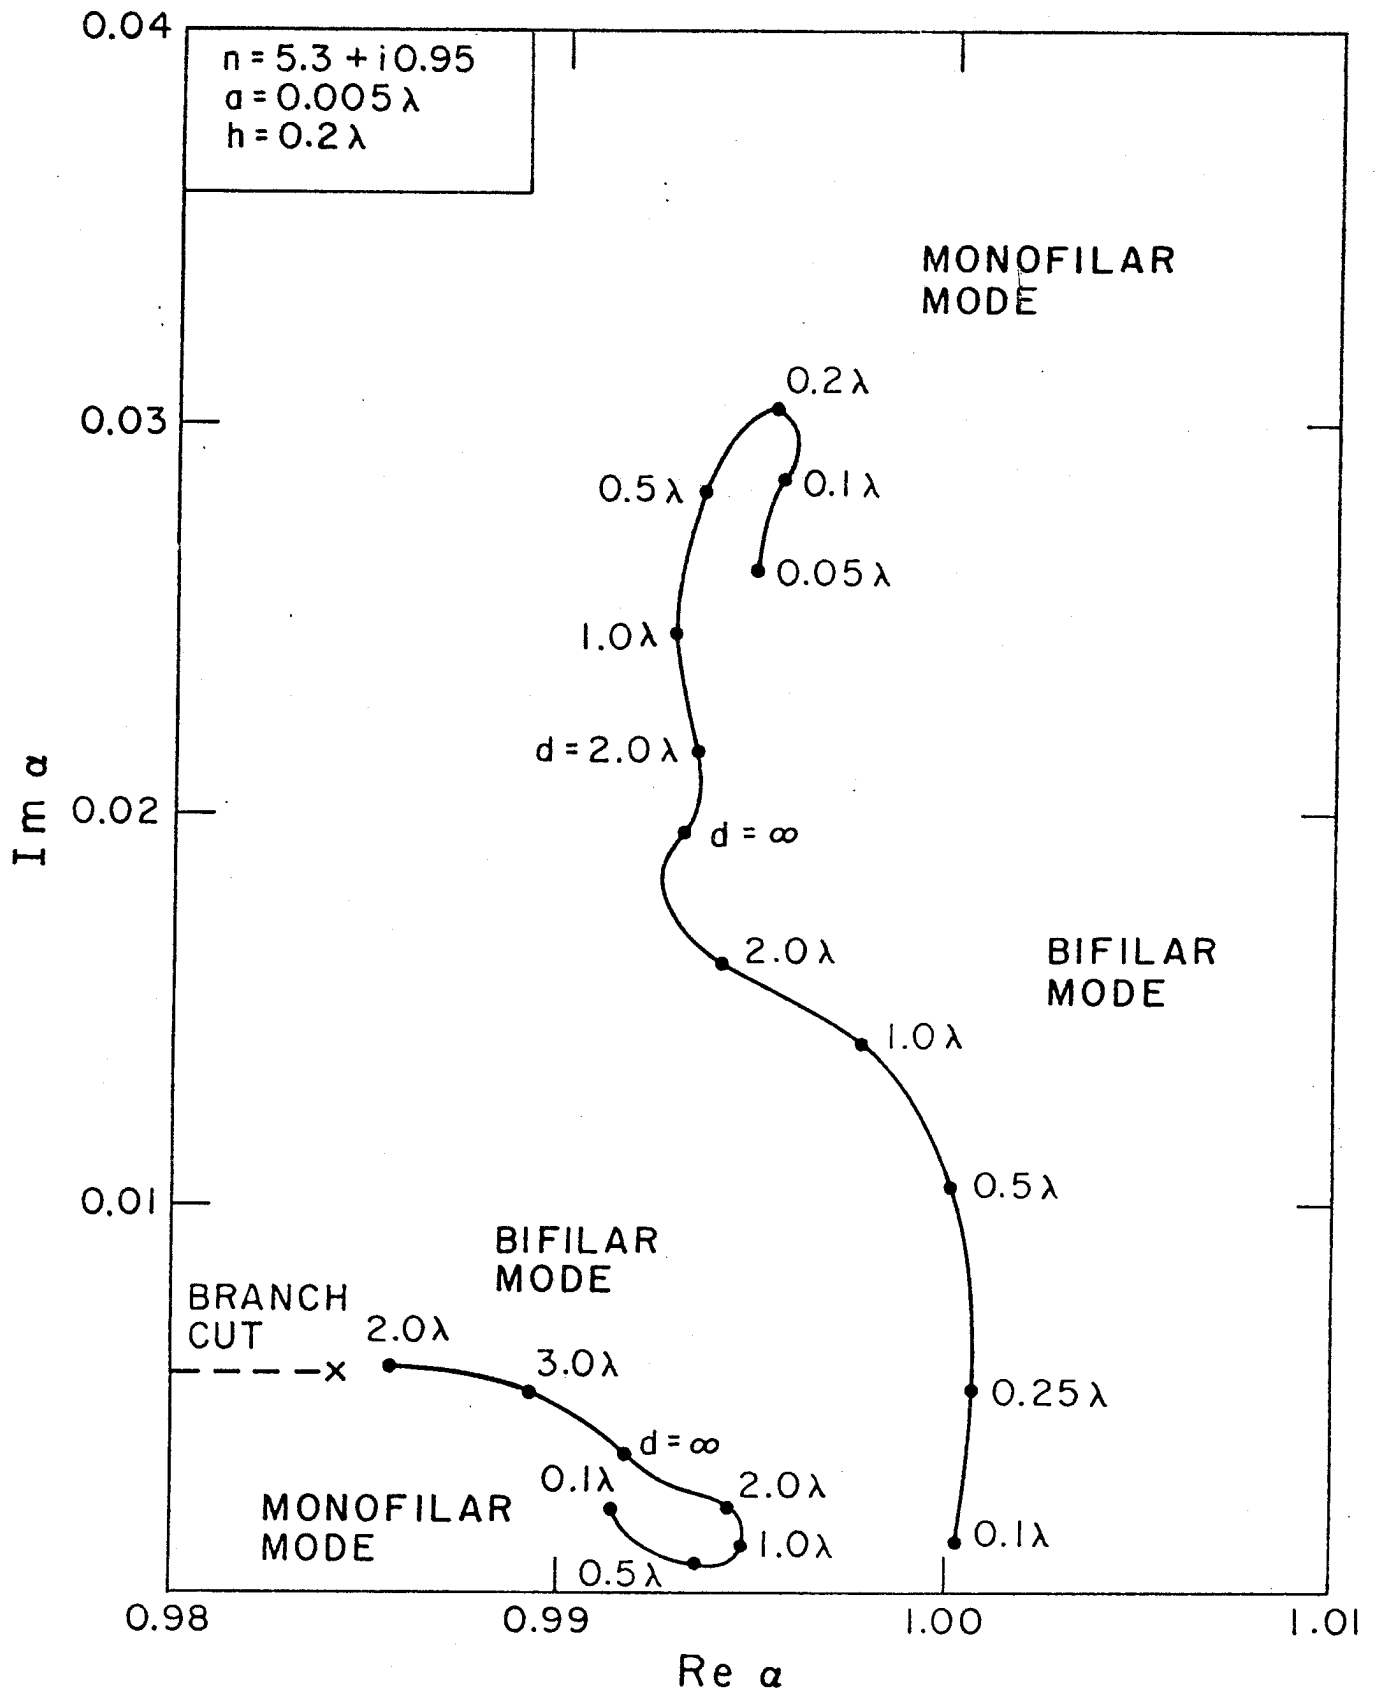 0.04
n = 5.3 + i 0.95
a = 0.005 λ
h = 0.2 λ
MONOFILAR
MODE
0.2 λ
0.03
0.5 λ
0.1 λ
0.05 λ
1.0 λ
d = 2.0 λ
Im α
0.02
d = ∞
2.0 λ
BIFILAR
MODE
1.0 λ
0.01
0.5 λ
BIFILAR
MODE
BRANCH
CUT
2.0 λ
3.0 λ
0.25 λ
d = ∞
0.1 λ
2.0 λ
MONOFILAR
MODE
1.0 λ
0.1 λ
0.5 λ
0.98
0.99
1.00
1.01
Re α